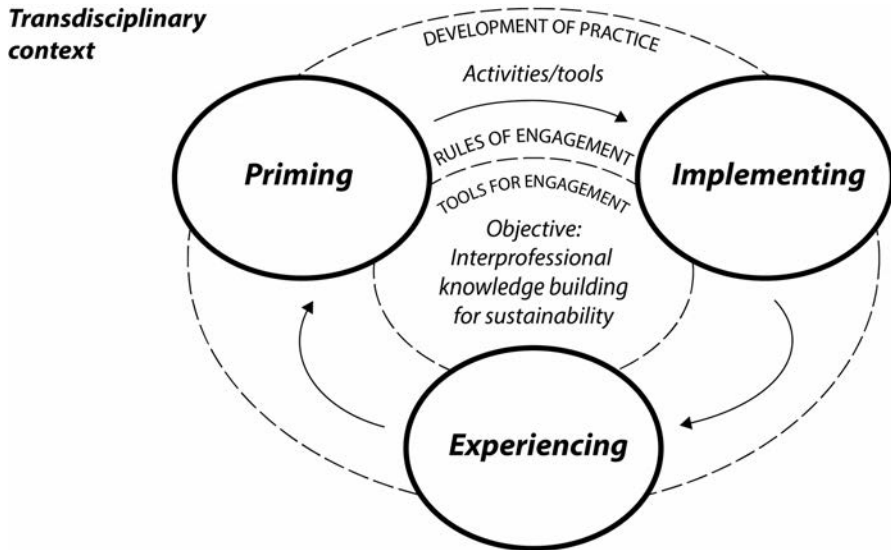 Transdisciplinary
context
DEVELOPMENT OF PRACTICE
Activities/tools
RULES OF ENGAGEMENT
Priming
Implementing
TOOLS FOR ENGAGEMENT
Objective:
Interprofessional
knowledge building
for sustainability
Experiencing